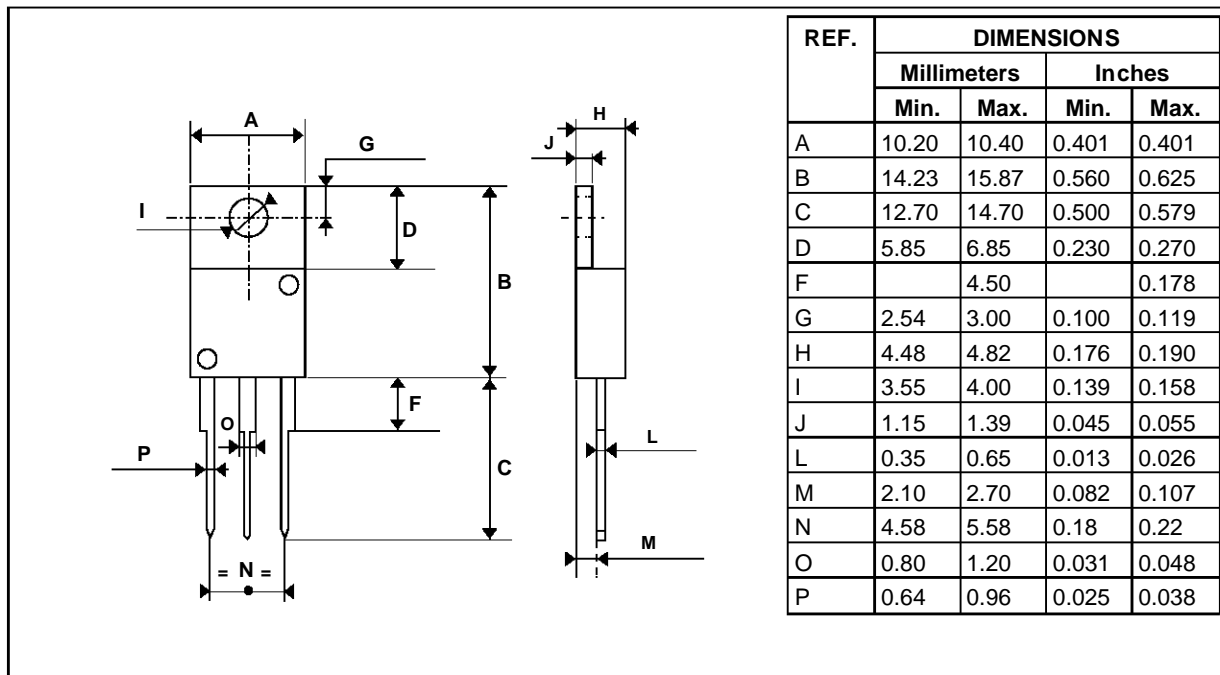 A
G
I
D
B
F
O
P
C
= N =
H
J
L
M
REF. DIMENSIONS
Millimeters Inches
Min. Max. Min. Max.
A 10.20 10.40 0.401 0.401
B 14.23 15.87 0.560 0.625
C 12.70 14.70 0.500 0.579
D 5.85 6.85 0.230 0.270
F 4.50 0.178
G 2.54 3.00 0.100 0.119
H 4.48 4.82 0.176 0.190
I 3.55 4.00 0.139 0.158
J 1.15 1.39 0.045 0.055
L 0.35 0.65 0.013 0.026
M 2.10 2.70 0.082 0.107
N 4.58 5.58 0.18 0.22
O 0.80 1.20 0.031 0.048
P 0.64 0.96 0.025 0.038